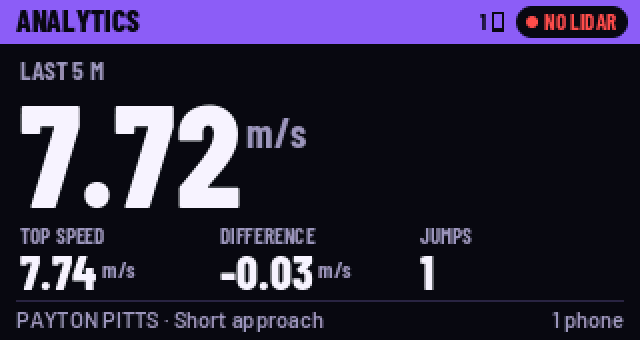 ANALYTICS
1
NO LIDAR
LAST 5 M
7.72 m/s
TOP SPEED DIFFERENCE JUMPS
7.74 m/s -0.03 m/s 1
PAYTON PITTS · Short approach 1 phone